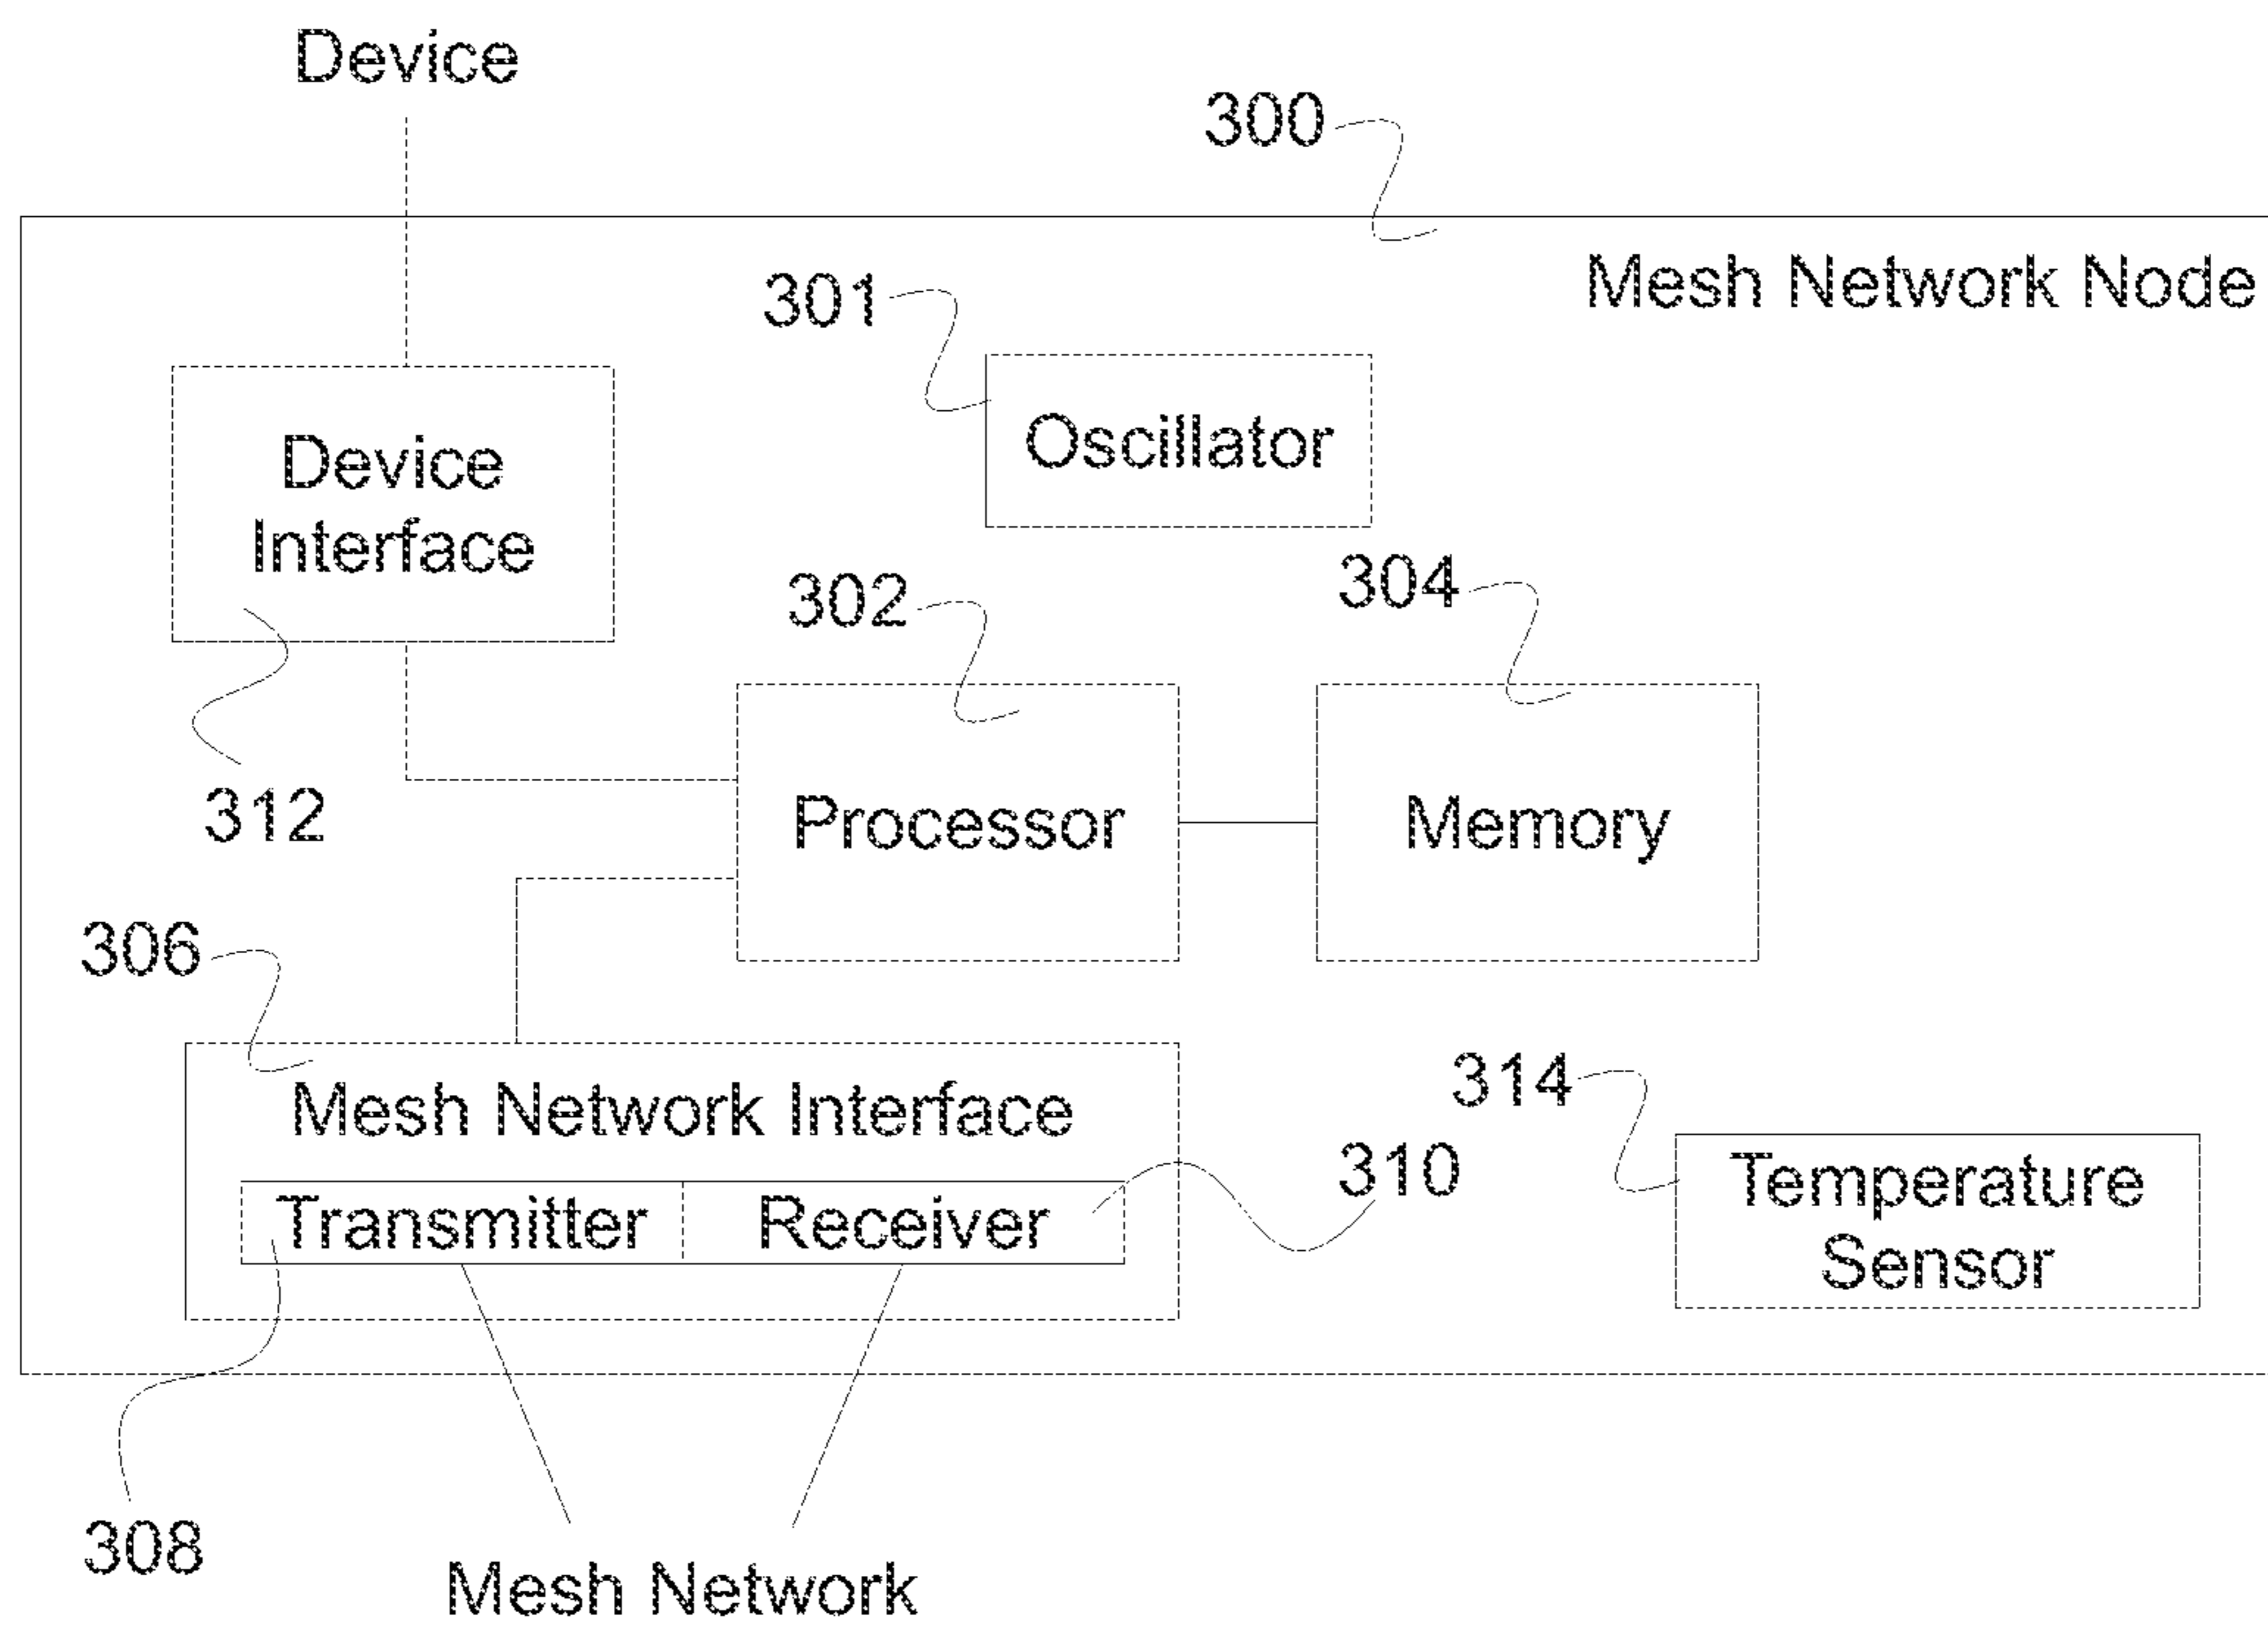 Device
300
Mesh Network Node
301
Oscillator
Device
Interface
304
302
312
Processor
Memory
306
314
Mesh Network Interface
310
Temperature
Sensor
Transmitter
Receiver
308
Mesh Network